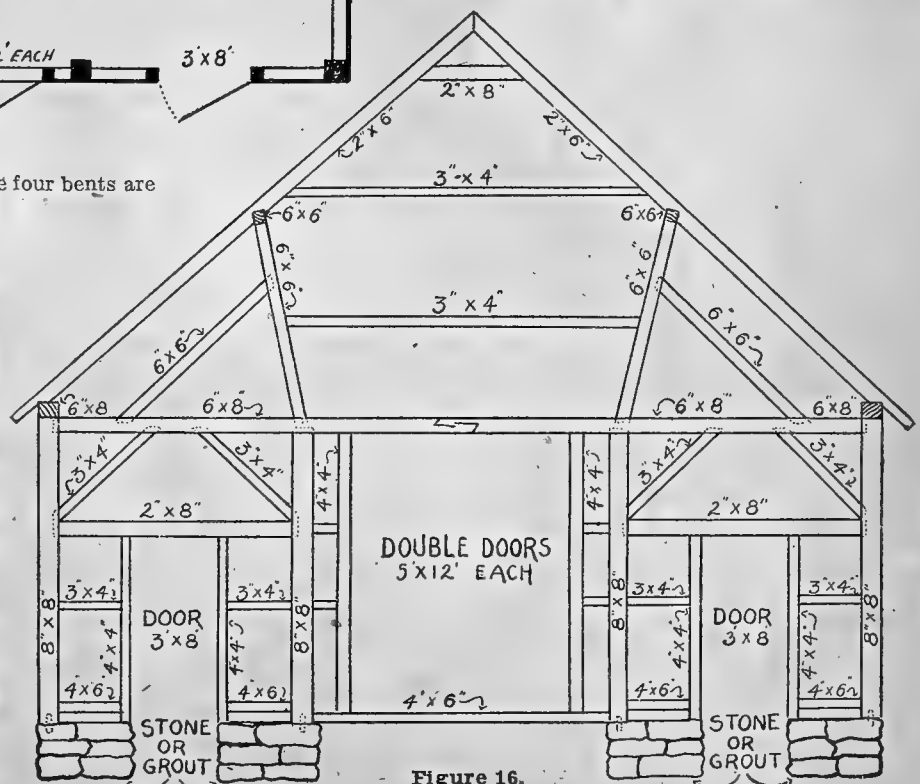 ' EACH
3'x8'
e four bents are
2"x8"
2"x6"
2"x6"
3"x4"
6"x6"
6"x6"
6"x6"
6"x6"
3"x4"
6"x6"
6"x6"
6"x8
6"x8"
6"x8"
6x8"
3"x4"
3"x4"
4"x4"
4"x4"
3"x4"
3"x4"
2"x8"
2"x8"
DOUBLE DOORS
5'x12' EACH
3"x4"
3"x4"
3x4"
3x4"
8"x8"
DOOR
3'x8'
8"x8"
8"x8"
DOOR
3'x8
8"x8"
4"x4"
4"x4"
4"x4"
4"x4"
4"x6
4"x6
4"x6"
4"x6"
4"x6"
STONE
OR
GROUT
STONE
OR
GROUT
Figure 16.